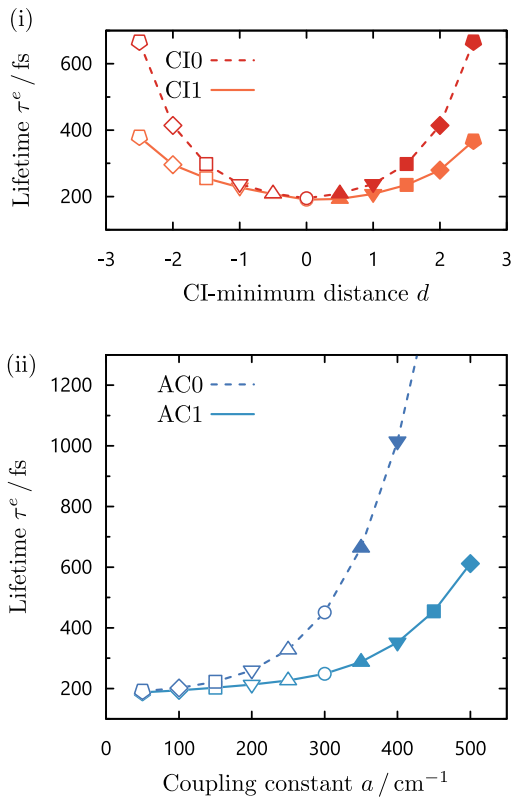 (i)
600
400
200
Lifetime τᵉ / fs
CI0
CI1
-3 -2 -1 0 1 2 3
CI-minimum distance d
(ii)
1200
1000
800
600
400
200
Lifetime τᵉ / fs
AC0
AC1
0 100 200 300 400 500
Coupling constant a / cm⁻¹